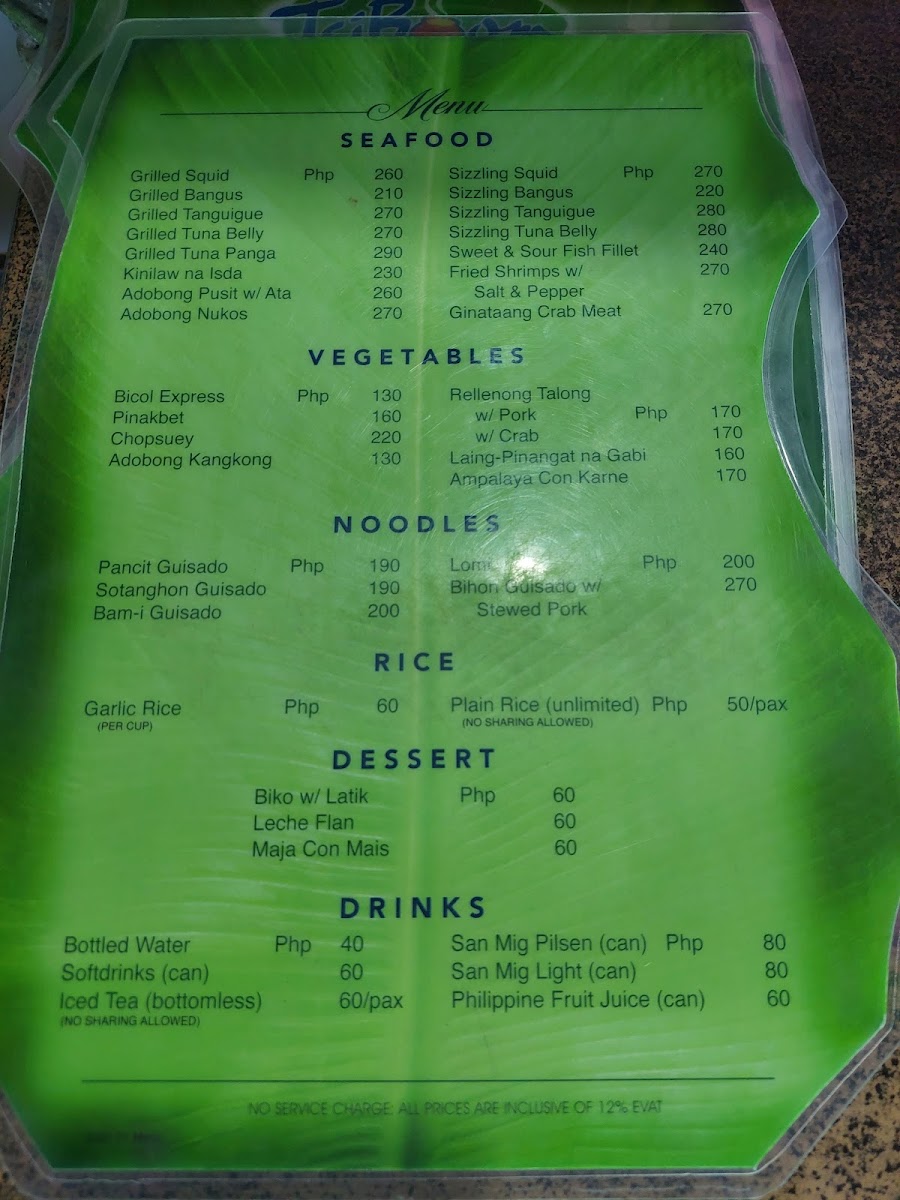 Menu
SEAFOOD
Grilled Squid Php 260
Grilled Bangus 210
Grilled Tanguigue 270
Grilled Tuna Belly 270
Grilled Tuna Panga 290
Kinilaw na Isda 230
Adobong Pusit w/ Ata 260
Adobong Nukos 270
Sizzling Squid Php 270
Sizzling Bangus 220
Sizzling Tanguigue 280
Sizzling Tuna Belly 280
Sweet & Sour Fish Fillet 240
Fried Shrimps w/ 270
Salt & Pepper
Ginataang Crab Meat 270
VEGETABLES
Bicol Express Php 130
Pinakbet 160
Chopsuey 220
Adobong Kangkong 130
Rellenong Talong
w/ Pork Php 170
w/ Crab 170
Laing-Pinangat na Gabi 160
Ampalaya Con Karne 170
NOODLES
Pancit Guisado Php 190
Sotanghon Guisado 190
Bam-i Guisado 200
Lomi Php 200
Bihon Guisado w/ 270
Stewed Pork
RICE
Garlic Rice Php 60
(PER CUP)
Plain Rice (unlimited) Php 50/pax
(NO SHARING ALLOWED)
DESSERT
Biko w/ Latik Php 60
Leche Flan 60
Maja Con Mais 60
DRINKS
Bottled Water Php 40
Softdrinks (can) 60
Iced Tea (bottomless) 60/pax
(NO SHARING ALLOWED)
San Mig Pilsen (can) Php 80
San Mig Light (can) 80
Philippine Fruit Juice (can) 60
NO SERVICE CHARGE: ALL PRICES ARE INCLUSIVE OF 12% EVAT